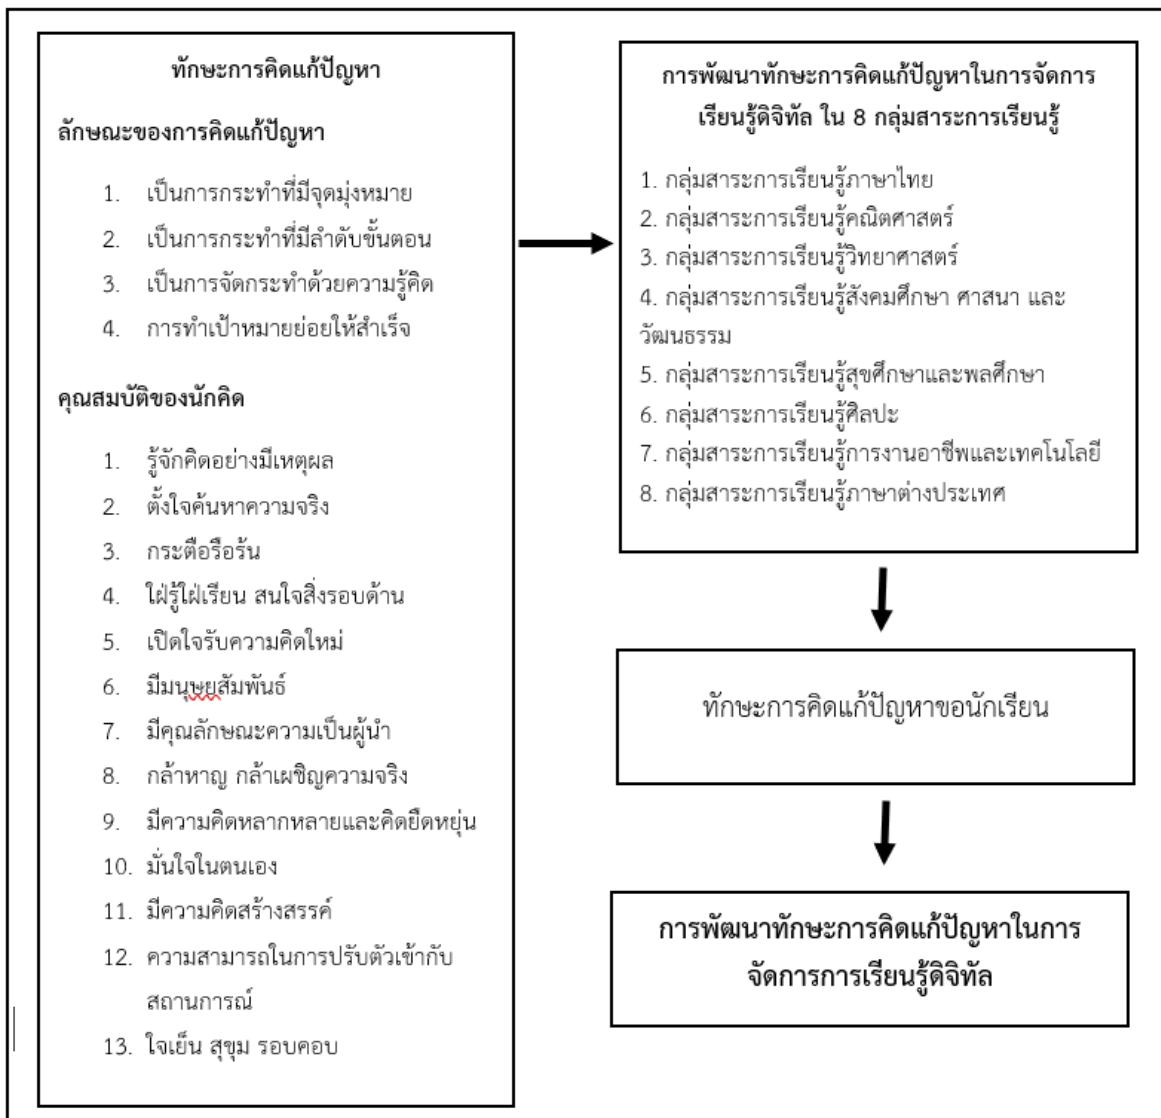 ทักษะการคิดแก้ปัญหา
ลักษณะของการคิดแก้ปัญหา
1. เป็นการกระทำที่มีจุดมุ่งหมาย
2. เป็นการกระทำที่มีลำดับขั้นตอน
3. เป็นการจัดกระทำด้วยความรู้คิด
4. การทำเป้าหมายย่อยให้สำเร็จ
คุณสมบัติของนักคิด
1. รู้จักคิดอย่างมีเหตุผล
2. ตั้งใจค้นหาความจริง
3. กระตือรือร้น
4. ใฝ่รู้ใฝ่เรียน สนใจสิ่งรอบด้าน
5. เปิดใจรับความคิดใหม่
6. มีมนุษยสัมพันธ์
7. มีคุณลักษณะความเป็นผู้นำ
8. กล้าหาญ กล้าเผชิญความจริง
9. มีความคิดหลากหลายและคิดยืดหยุ่น
10. มั่นใจในตนเอง
11. มีความคิดสร้างสรรค์
12. ความสามารถในการปรับตัวเข้ากับ
สถานการณ์
13. ใจเย็น สุขุม รอบคอบ
การพัฒนาทักษะการคิดแก้ปัญหาในการจัดการ
เรียนรู้ดิจิทัล ใน 8 กลุ่มสาระการเรียนรู้
1. กลุ่มสาระการเรียนรู้ภาษาไทย
2. กลุ่มสาระการเรียนรู้คณิตศาสตร์
3. กลุ่มสาระการเรียนรู้วิทยาศาสตร์
4. กลุ่มสาระการเรียนรู้สังคมศึกษา ศาสนา และ
วัฒนธรรม
5. กลุ่มสาระการเรียนรู้สุขศึกษาและพลศึกษา
6. กลุ่มสาระการเรียนรู้ศิลปะ
7. กลุ่มสาระการเรียนรู้การงานอาชีพและเทคโนโลยี
8. กลุ่มสาระการเรียนรู้ภาษาต่างประเทศ
ทักษะการคิดแก้ปัญหาขอนักเรียน
การพัฒนาทักษะการคิดแก้ปัญหาในการ
จัดการการเรียนรู้ดิจิทัล